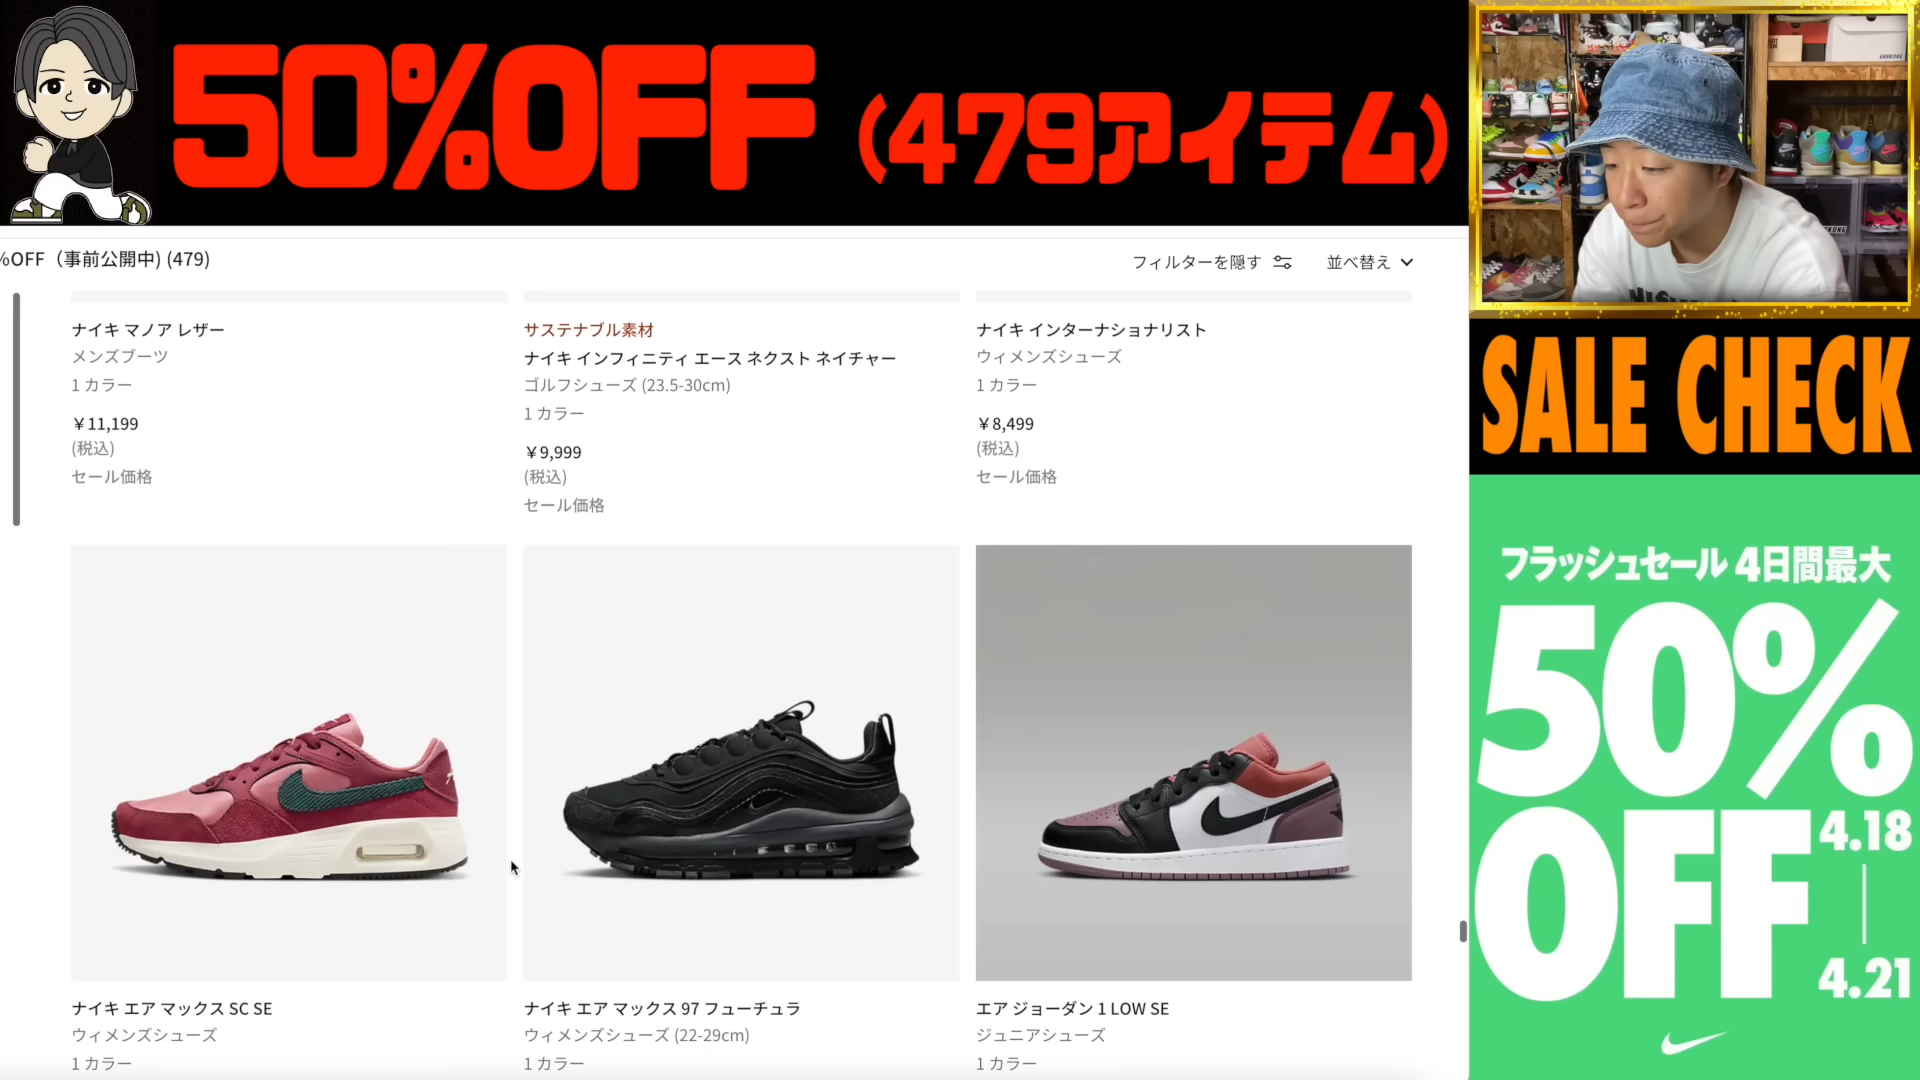 50%OFF (479アイテム)
%OFF（事前公開中) (479)
フィルターを隠す
並べ替え
ナイキ マノア レザー
メンズブーツ
1 カラー
￥11,199
(税込)
セール価格
サステナブル素材
ナイキ インフィニティ エース ネクスト ネイチャー
ゴルフシューズ (23.5-30cm)
1 カラー
￥9,999
(税込)
セール価格
ナイキ インターナショナリスト
ウィメンズシューズ
1 カラー
￥8,499
(税込)
セール価格
ナイキ エア マックス SC SE
ウィメンズシューズ
1 カラー
ナイキ エア マックス 97 フューチュラ
ウィメンズシューズ (22-29cm)
1 カラー
エア ジョーダン 1 LOW SE
ジュニアシューズ
1 カラー
SALE CHECK
フラッシュセール 4日間最大
50%
OFF
4.18
4.21